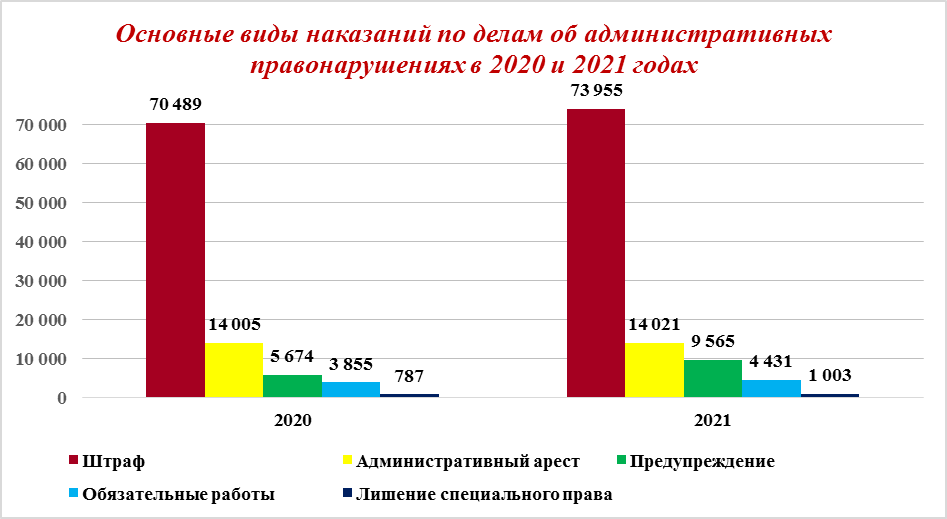 Основные виды наказаний по делам об административных
правонарушениях в 2020 и 2021 годах
73 955
70 489
70 000
60 000
50 000
40 000
30 000
20 000
14 005
14 021
9 565
10 000
5 674
3 855
4 431
787
1 003
0
2020
2021
Штраф
Административный арест
Предупреждение
Обязательные работы
Лишение специального права